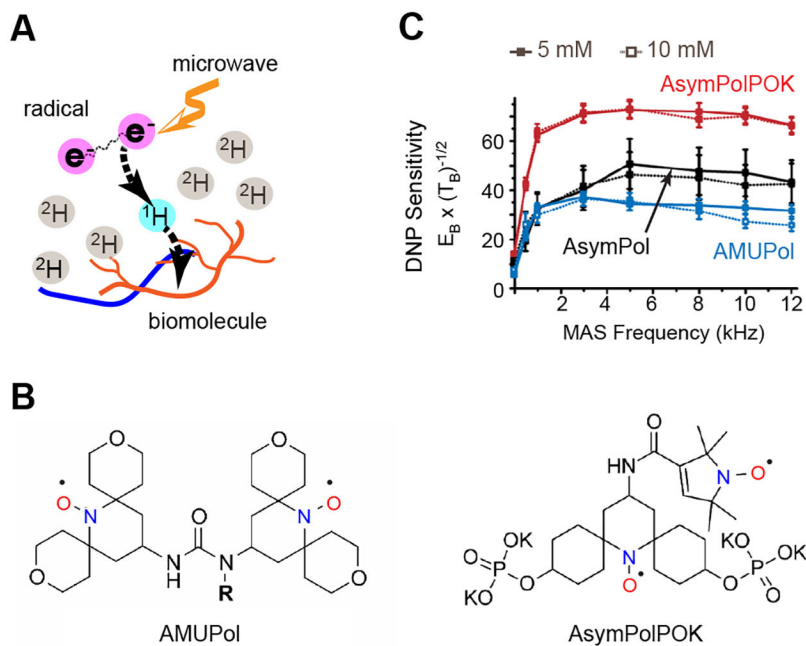 A
microwave
radical
e⁻
e⁻
²H
²H
²H
²H
¹H
²H
²H
biomolecule
C
5 mM
10 mM
AsymPolPOK
DNP Sensitivity
E_B x (T_B)^-1/2
60
40
20
0
AsymPol
AMUPol
2 4 6 8 10 12
MAS Frequency (kHz)
B
O
O
•
O
N
O
N
•
O
O
N
H
N
R
O
O
AMUPol
O
HN
N
O
•
O
P
OK
KO
O
N
O
•
KO
OK
P
O
O
AsymPolPOK